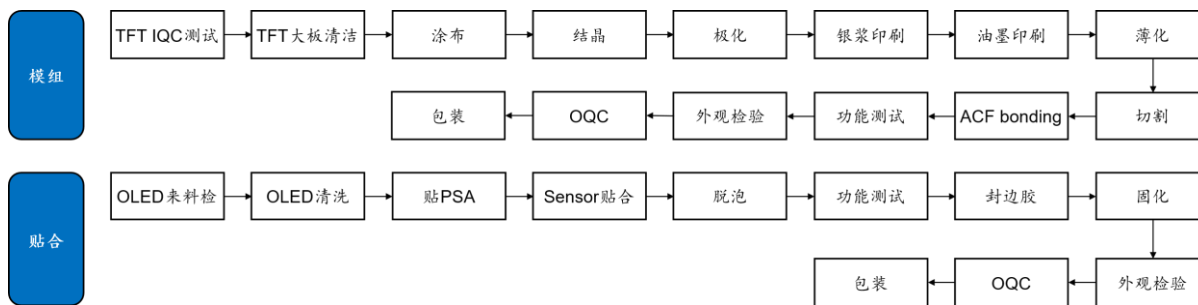 模组
TFT IQC测试
TFT大板清洁
涂布
结晶
极化
银浆印刷
油墨印刷
薄化
切割
ACF bonding
功能测试
外观检验
OQC
包装
贴合
OLED来料检
OLED清洗
贴PSA
Sensor贴合
脱泡
功能测试
封边胶
固化
外观检验
OQC
包装